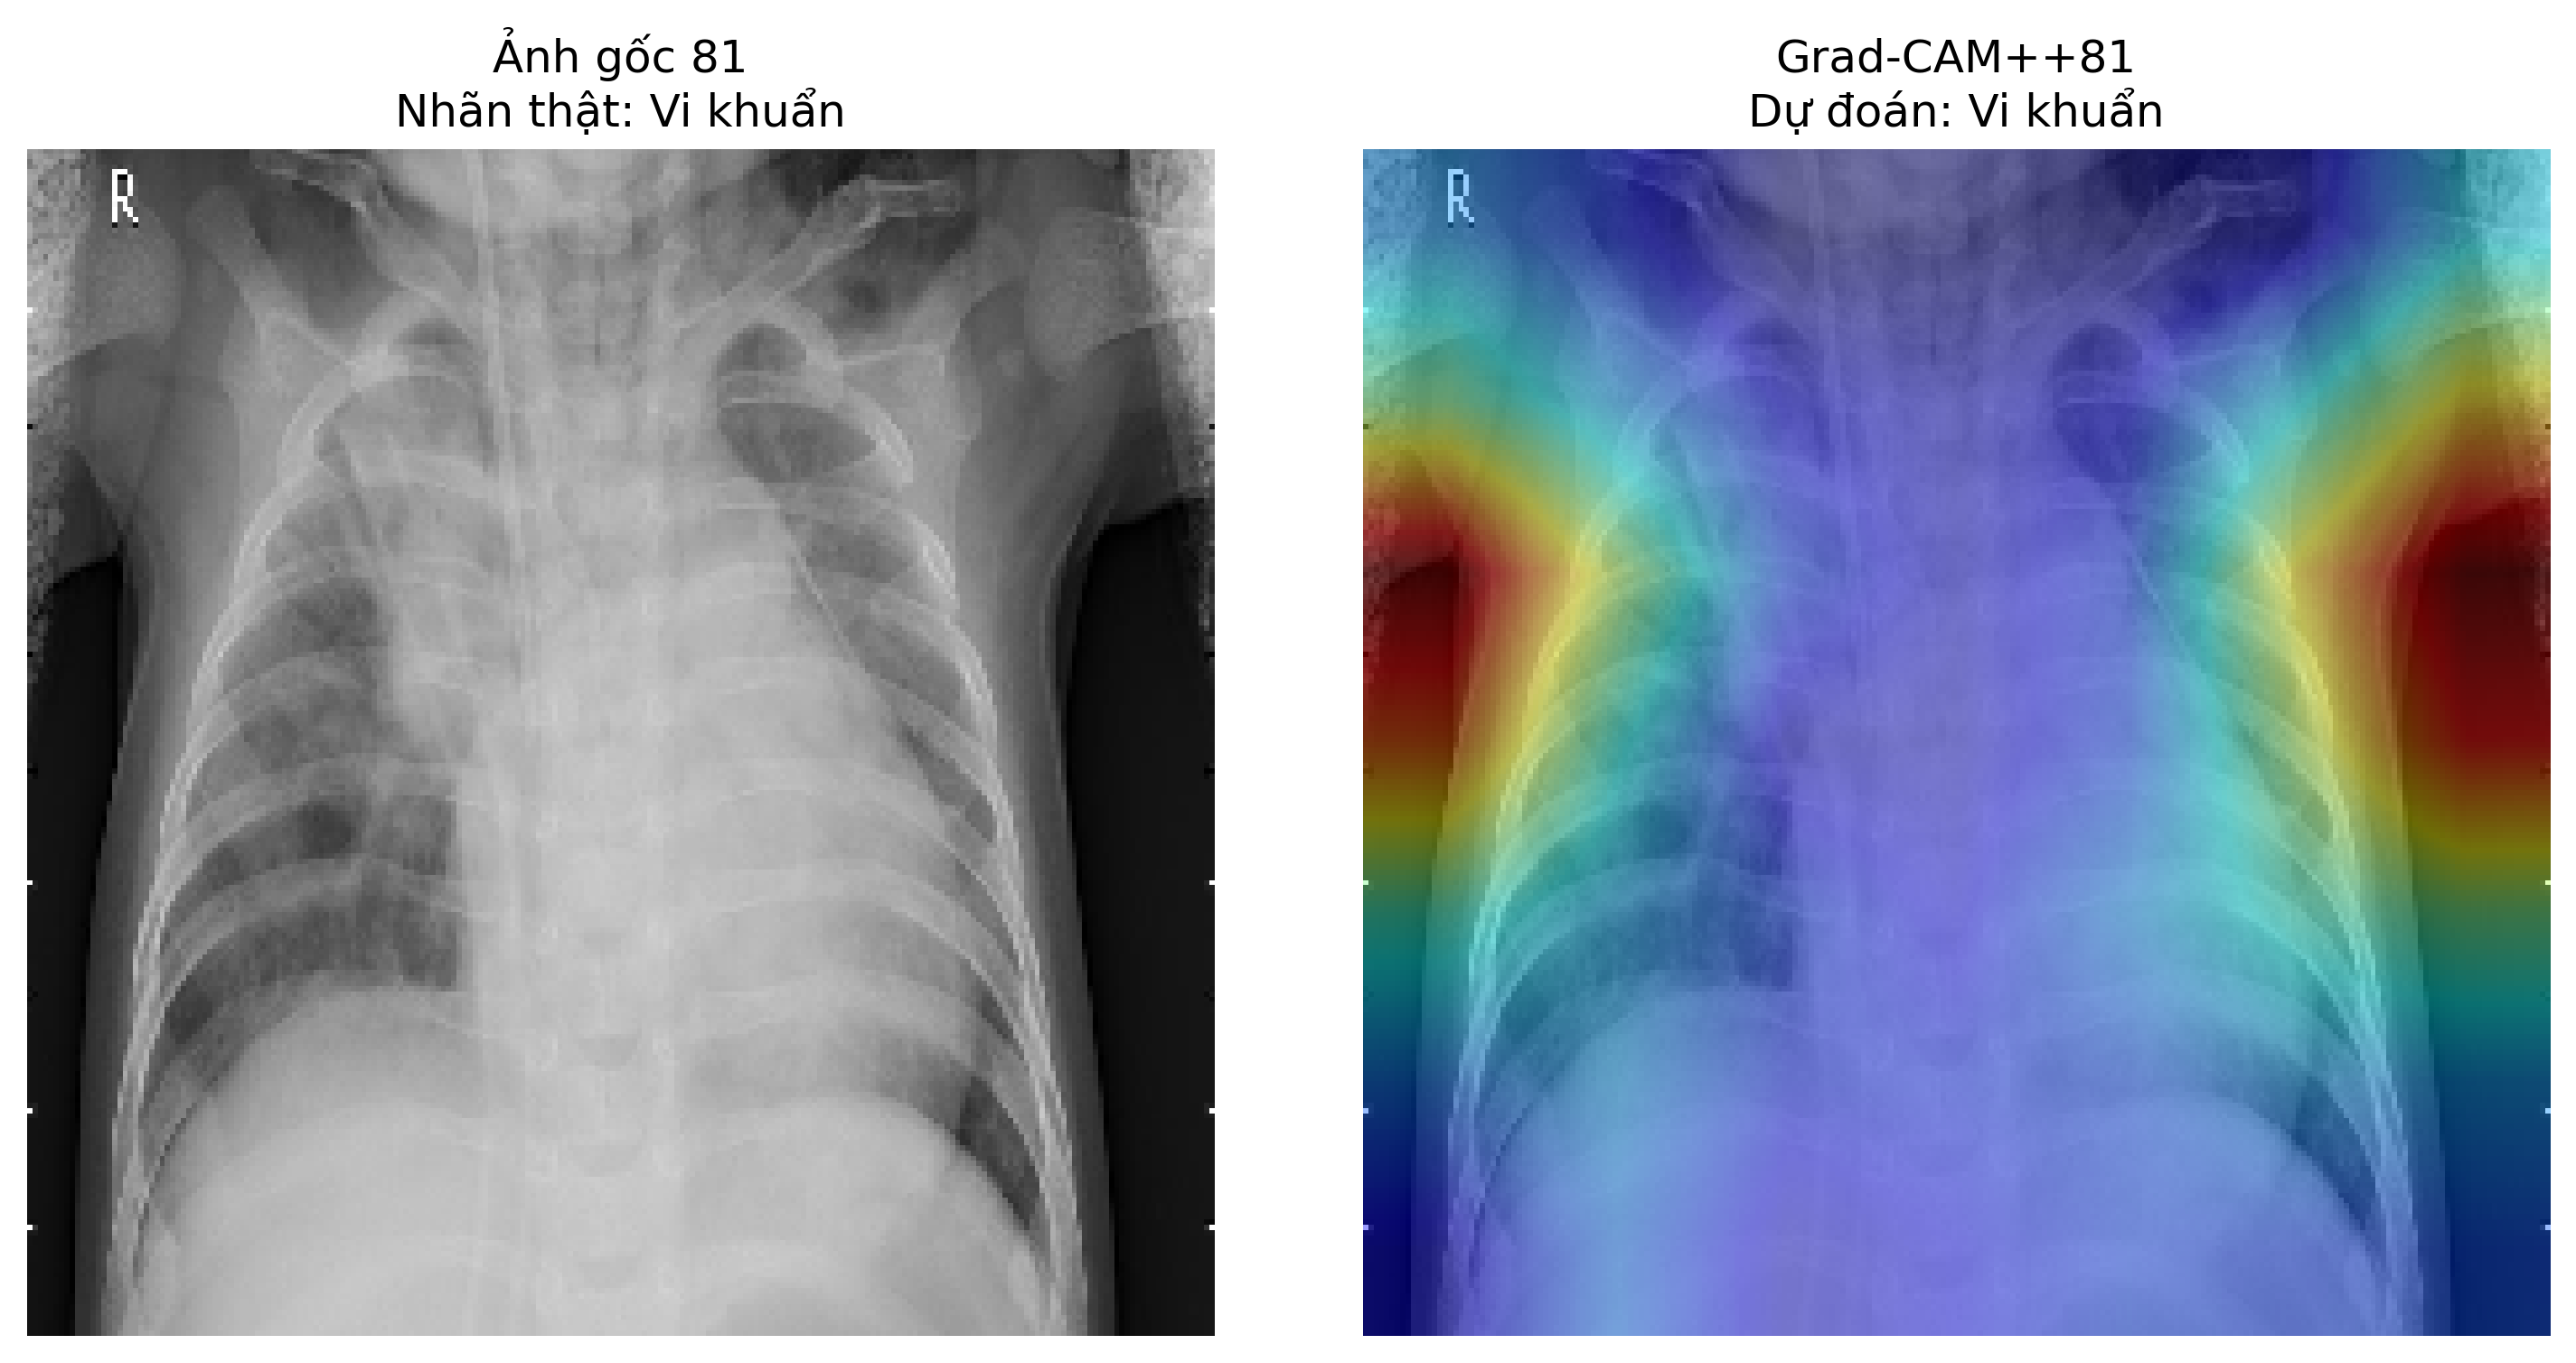 Ảnh gốc 81
Nhãn thật: Vi khuẩn
R
Grad-CAM++81
Dự đoán: Vi khuẩn
R